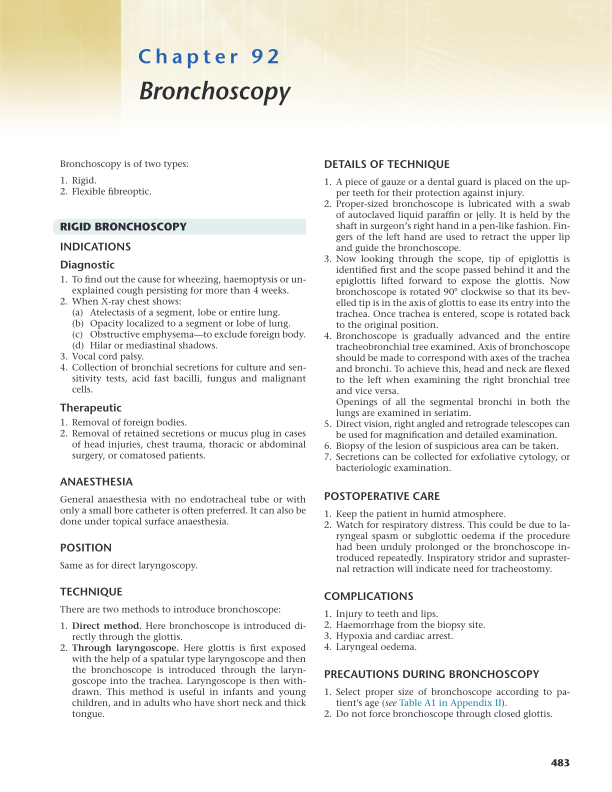 Chapter 92
Bronchoscopy
Bronchoscopy is of two types:
1. Rigid.
2. Flexible fibreoptic.
RIGID BRONCHOSCOPY
INDICATIONS
Diagnostic
1. To find out the cause for wheezing, haemoptysis or un-
explained cough persisting for more than 4 weeks.
2. When X-ray chest shows:
(a) Atelectasis of a segment, lobe or entire lung.
(b) Opacity localized to a segment or lobe of lung.
(c) Obstructive emphysema—to exclude foreign body.
(d) Hilar or mediastinal shadows.
3. Vocal cord palsy.
4. Collection of bronchial secretions for culture and sen-
sitivity tests, acid fast bacilli, fungus and malignant
cells.
Therapeutic
1. Removal of foreign bodies.
2. Removal of retained secretions or mucus plug in cases
of head injuries, chest trauma, thoracic or abdominal
surgery, or comatosed patients.
ANAESTHESIA
General anaesthesia with no endotracheal tube or with
only a small bore catheter is often preferred. It can also be
done under topical surface anaesthesia.
POSITION
Same as for direct laryngoscopy.
TECHNIQUE
There are two methods to introduce bronchoscope:
1. Direct method. Here bronchoscope is introduced di-
rectly through the glottis.
2. Through laryngoscope. Here glottis is first exposed
with the help of a spatular type laryngoscope and then
the bronchoscope is introduced through the laryn-
goscope into the trachea. Laryngoscope is then with-
drawn. This method is useful in infants and young
children, and in adults who have short neck and thick
tongue.
DETAILS OF TECHNIQUE
1. A piece of gauze or a dental guard is placed on the up-
per teeth for their protection against injury.
2. Proper-sized bronchoscope is lubricated with a swab
of autoclaved liquid paraffin or jelly. It is held by the
shaft in surgeon's right hand in a pen-like fashion. Fin-
gers of the left hand are used to retract the upper lip
and guide the bronchoscope.
3. Now looking through the scope, tip of epiglottis is
identified first and the scope passed behind it and the
epiglottis lifted forward to expose the glottis. Now
bronchoscope is rotated 90° clockwise so that its bev-
elled tip is in the axis of glottis to ease its entry into the
trachea. Once trachea is entered, scope is rotated back
to the original position.
4. Bronchoscope is gradually advanced and the entire
tracheobronchial tree examined. Axis of bronchoscope
should be made to correspond with axes of the trachea
and bronchi. To achieve this, head and neck are flexed
to the left when examining the right bronchial tree
and vice versa.
Openings of all the segmental bronchi in both the
lungs are examined in seriatim.
5. Direct vision, right angled and retrograde telescopes can
be used for magnification and detailed examination.
6. Biopsy of the lesion of suspicious area can be taken.
7. Secretions can be collected for exfoliative cytology, or
bacteriologic examination.
POSTOPERATIVE CARE
1. Keep the patient in humid atmosphere.
2. Watch for respiratory distress. This could be due to la-
ryngeal spasm or subglottic oedema if the procedure
had been unduly prolonged or the bronchoscope in-
troduced repeatedly. Inspiratory stridor and supraster-
nal retraction will indicate need for tracheostomy.
COMPLICATIONS
1. Injury to teeth and lips.
2. Haemorrhage from the biopsy site.
3. Hypoxia and cardiac arrest.
4. Laryngeal oedema.
PRECAUTIONS DURING BRONCHOSCOPY
1. Select proper size of bronchoscope according to pa-
tient's age (see Table A1 in Appendix II).
2. Do not force bronchoscope through closed glottis.
483